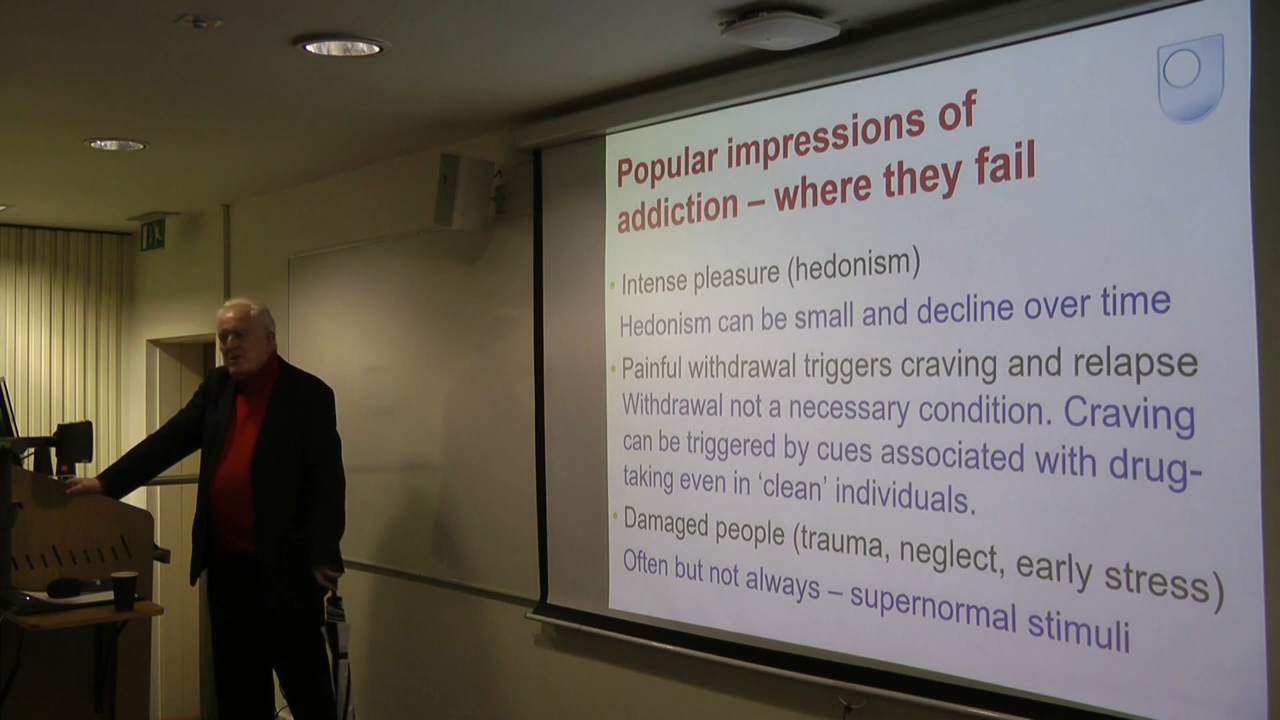 Popular impressions of
addiction – where they fail
• Intense pleasure (hedonism)
Hedonism can be small and decline over time
• Painful withdrawal triggers craving and relapse
Withdrawal not a necessary condition. Craving
can be triggered by cues associated with drug-
taking even in ‘clean’ individuals.
• Damaged people (trauma, neglect, early stress)
Often but not always – supernormal stimuli